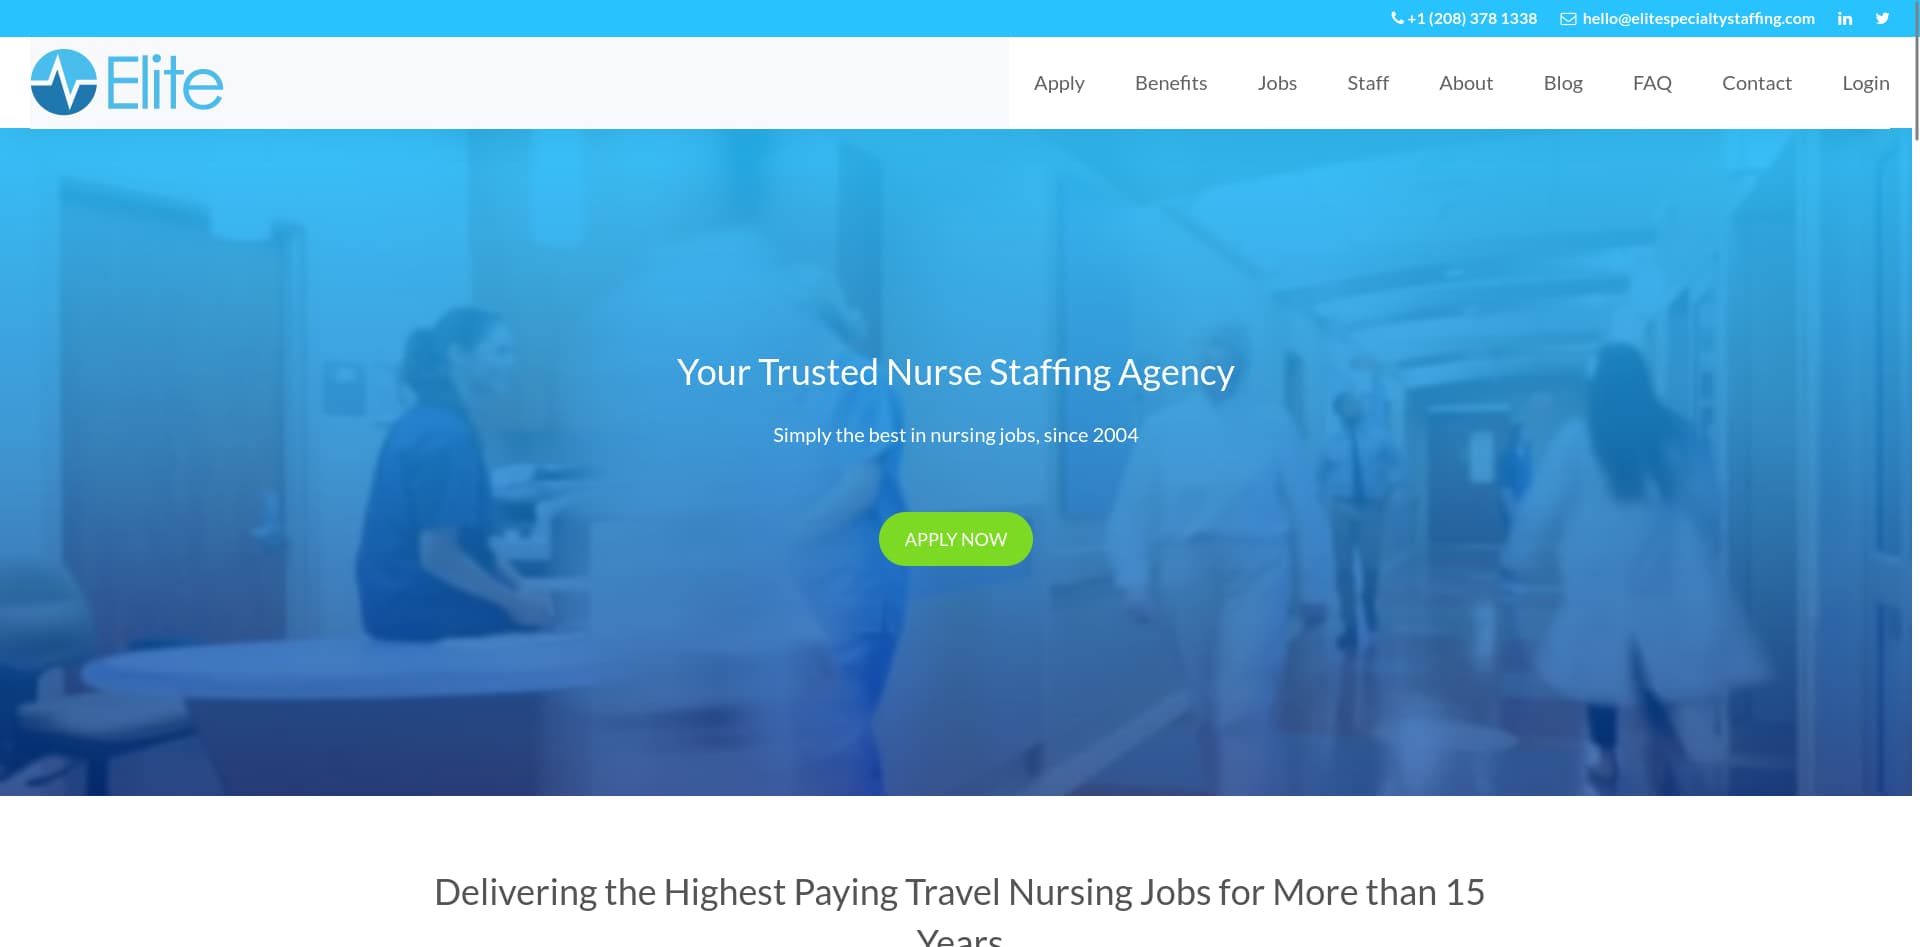 +1 (208) 378 1338 hello@elitespecialtystaffing.com
Elite
Apply Benefits Jobs Staff About Blog FAQ Contact Login
Your Trusted Nurse Staffing Agency
Simply the best in nursing jobs, since 2004
APPLY NOW
Delivering the Highest Paying Travel Nursing Jobs for More than 15
Years